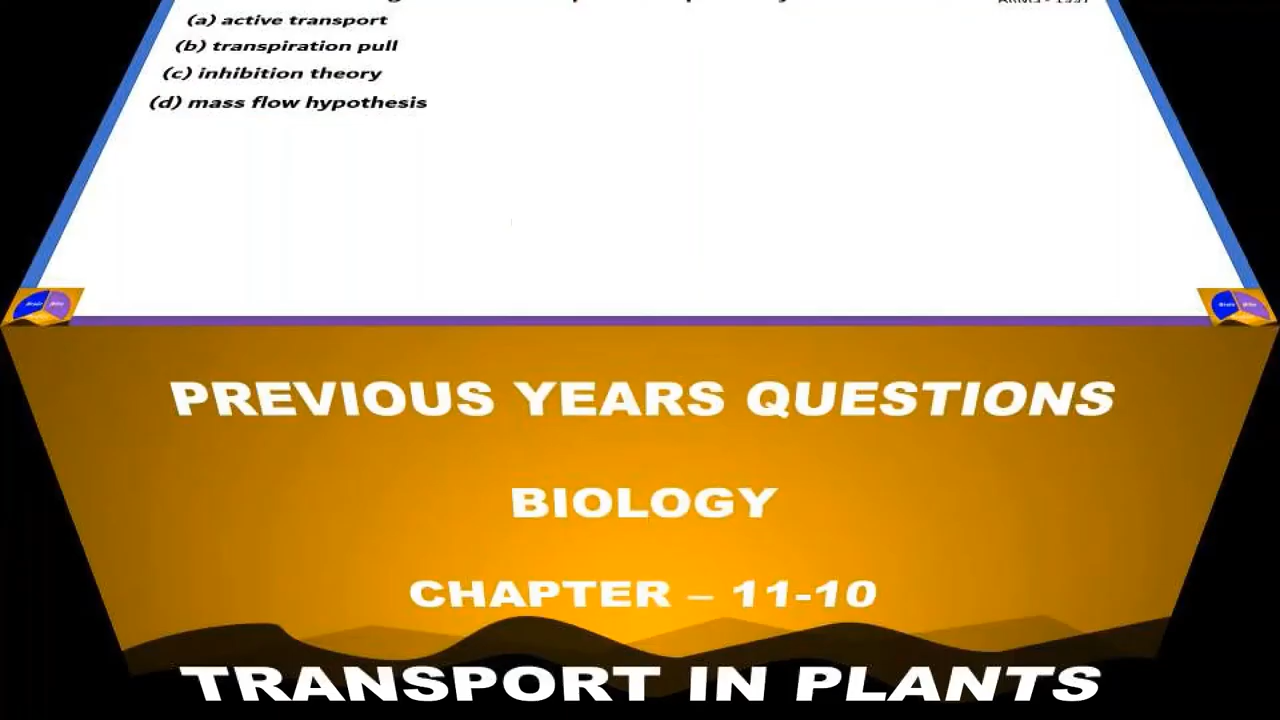 (a) active transport
(b) transpiration pull
(c) inhibition theory
(d) mass flow hypothesis
PREVIOUS YEARS QUESTIONS
BIOLOGY
CHAPTER – 11-10
TRANSPORT IN PLANTS